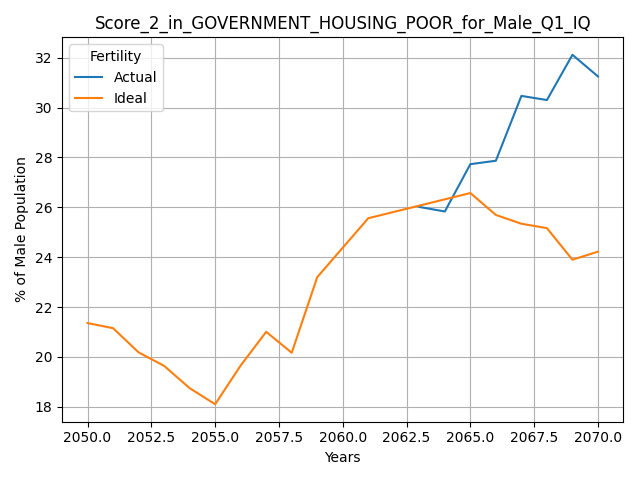 Score_2_in_GOVERNMENT_HOUSING_POOR_for_Male_Q1_IQ
Fertility
Actual
Ideal
32
30
28
26
24
22
20
18
% of Male Population
2050.0 2052.5 2055.0 2057.5 2060.0 2062.5 2065.0 2067.5 2070.0
Years